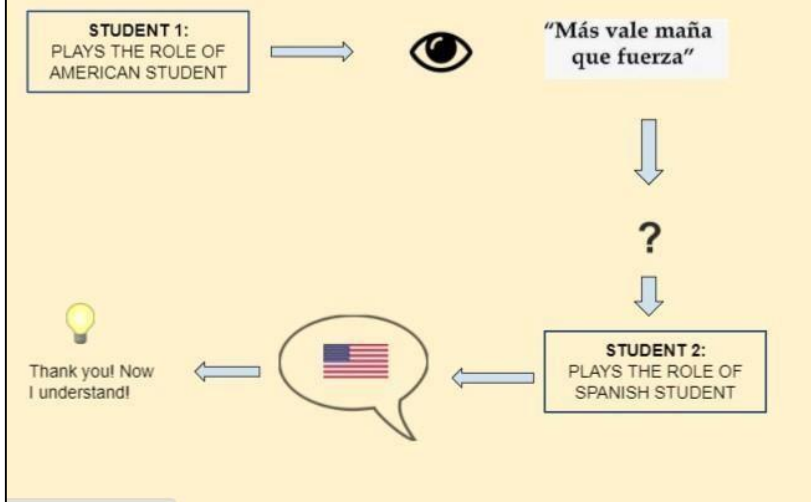 STUDENT 1:
PLAYS THE ROLE OF
AMERICAN STUDENT
“Más vale maña
que fuerza”
?
STUDENT 2:
PLAYS THE ROLE OF
SPANISH STUDENT
Thank you! Now
I understand!